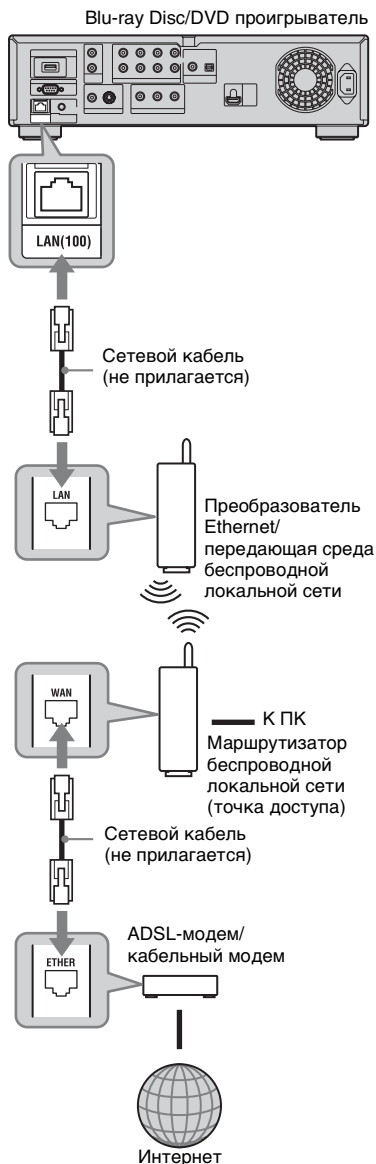 Blu-ray Disc/DVD проигрыватель
LAN(100)
Сетевой кабель
(не прилагается)
LAN
Преобразователь
Ethernet/
передающая среда
беспроводной
локальной сети
WAN
К ПК
Маршрутизатор
беспроводной
локальной сети
(точка доступа)
Сетевой кабель
(не прилагается)
ADSL-модем/
кабельный модем
ETHER
Интернет